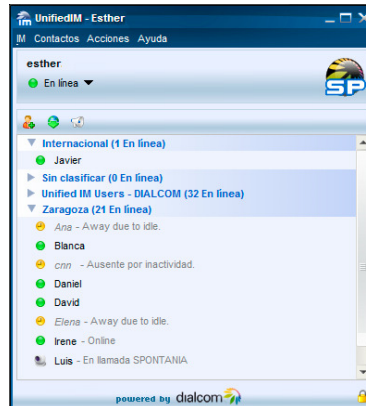 UnifiedIM - Esther
IM Contactos Acciones Ayuda
esther
En línea
SP
Internacional (1 En línea)
Javier
Sin clasificar (0 En línea)
Unified IM Users - DIALCOM (32 En línea)
Zaragoza (21 En línea)
Ana - Away due to idle.
Blanca
cnn - Ausente por inactividad.
Daniel
David
Elena - Away due to idle.
Irene - Online
Luis - En llamada SPONTANIA
powered by dialcom